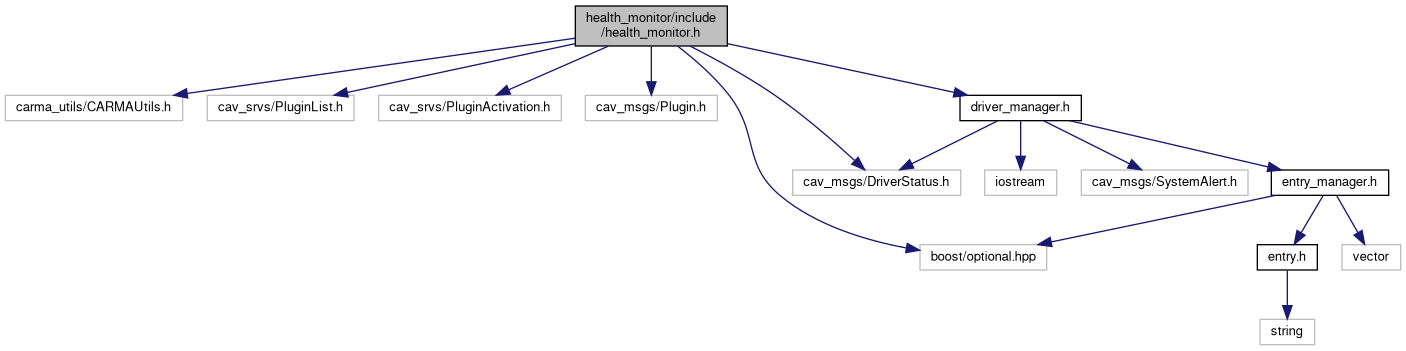 health_monitor/include
/health_monitor.h
carma_utils/CARMAUtils.h
cav_srvs/PluginList.h
cav_srvs/PluginActivation.h
cav_msgs/Plugin.h
driver_manager.h
cav_msgs/DriverStatus.h
iostream
cav_msgs/SystemAlert.h
entry_manager.h
boost/optional.hpp
entry.h
vector
string